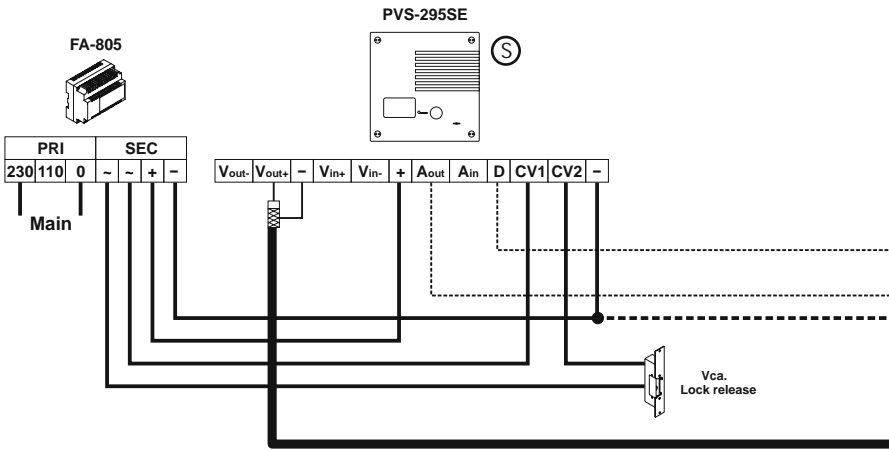 PVS-295SE
FA-805
S
PRI SEC
230 110 0 ~ ~ + −
Vout- Vout+ − Vin+ Vin- + Aout Ain D CV1 CV2 −
Main
Vca.
Lock release